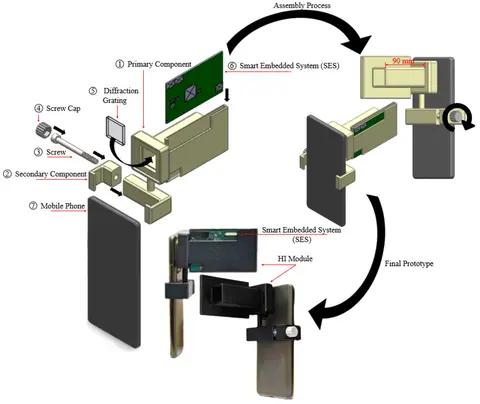 Assembly Process
① Primary Component
⑥ Smart Embedded System (SES)
90 mm
⑤ Diffraction
Grating
④ Screw Cap
③ Screw
② Secondary Component
⑦ Mobile Phone
Smart Embedded System
(SES)
HI Module
Final Prototype